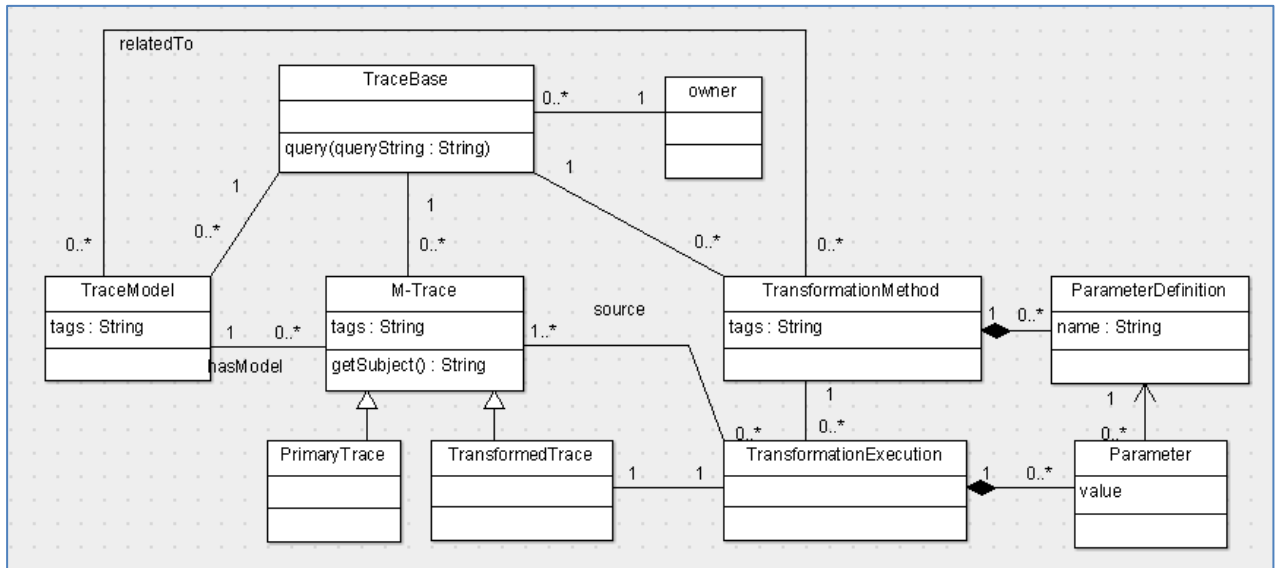 relatedTo
TraceBase
query(queryString : String)
0..* 1
owner
1
1
1
0..*
0..*
0..*
0..*
0..*
TraceModel
tags : String
1 0..*
hasModel
M-Trace
tags : String
getSubject() : String
source
1..*
TransformationMethod
tags : String
1 0..*
ParameterDefinition
name : String
1
0..*
0..*
1
0..*
PrimaryTrace
TransformedTrace
1 1
TransformationExecution
1 0..*
Parameter
value